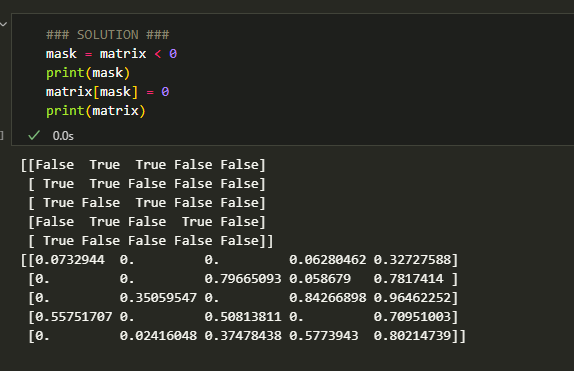 ### SOLUTION ###
mask = matrix < 0
print(mask)
matrix[mask] = 0
print(matrix)
]
0.0s
[[False  True  True False False]
 [ True  True False False False]
 [ True False  True False False]
 [False  True False  True False]
 [ True False False False False]]
[[0.0732944  0.         0.         0.06280462 0.32727588]
 [0.         0.         0.79665093 0.058679   0.7817414 ]
 [0.         0.35059547 0.         0.84266898 0.96462252]
 [0.55751707 0.         0.50813811 0.         0.70951003]
 [0.         0.02416048 0.37478438 0.5773943  0.80214739]]